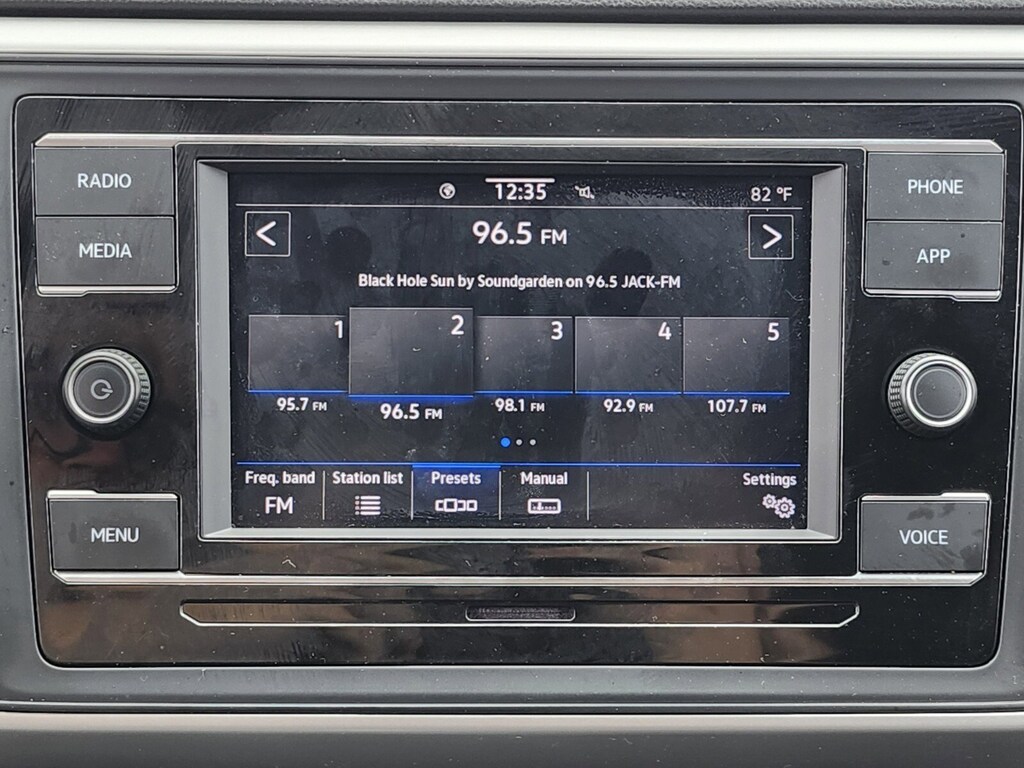 RADIO
MEDIA
MENU
PHONE
APP
VOICE
12:35
82 °F
<
96.5 FM
>
Black Hole Sun by Soundgarden on 96.5 JACK-FM
1 2 3 4 5
95.7 FM 96.5 FM 98.1 FM 92.9 FM 107.7 FM
Freq. band Station list Presets Manual Settings
FM